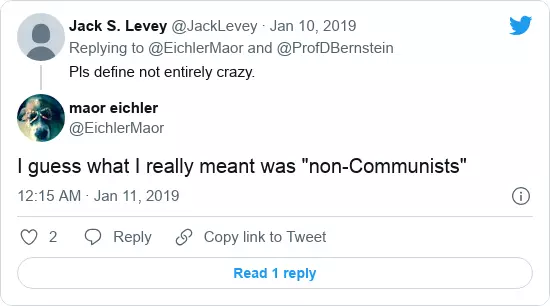 Jack S. Levey @JackLevey · Jan 10, 2019
Replying to @EichlerMaor and @ProfDBernstein
Pls define not entirely crazy.
maor eichler
@EichlerMaor
I guess what I really meant was "non-Communists"
12:15 AM · Jan 11, 2019
2 Reply Copy link to Tweet
Read 1 reply